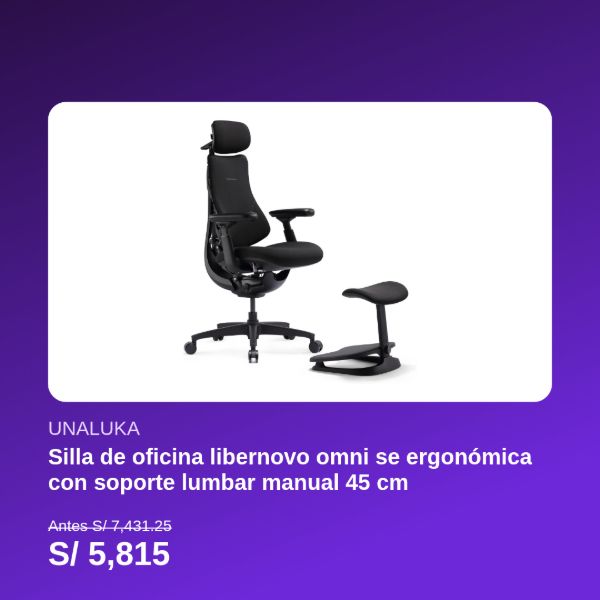 UNALUKA
Silla de oficina libernovo omni se ergonómica
con soporte lumbar manual 45 cm
Antes S/ 7,431.25
S/ 5,815